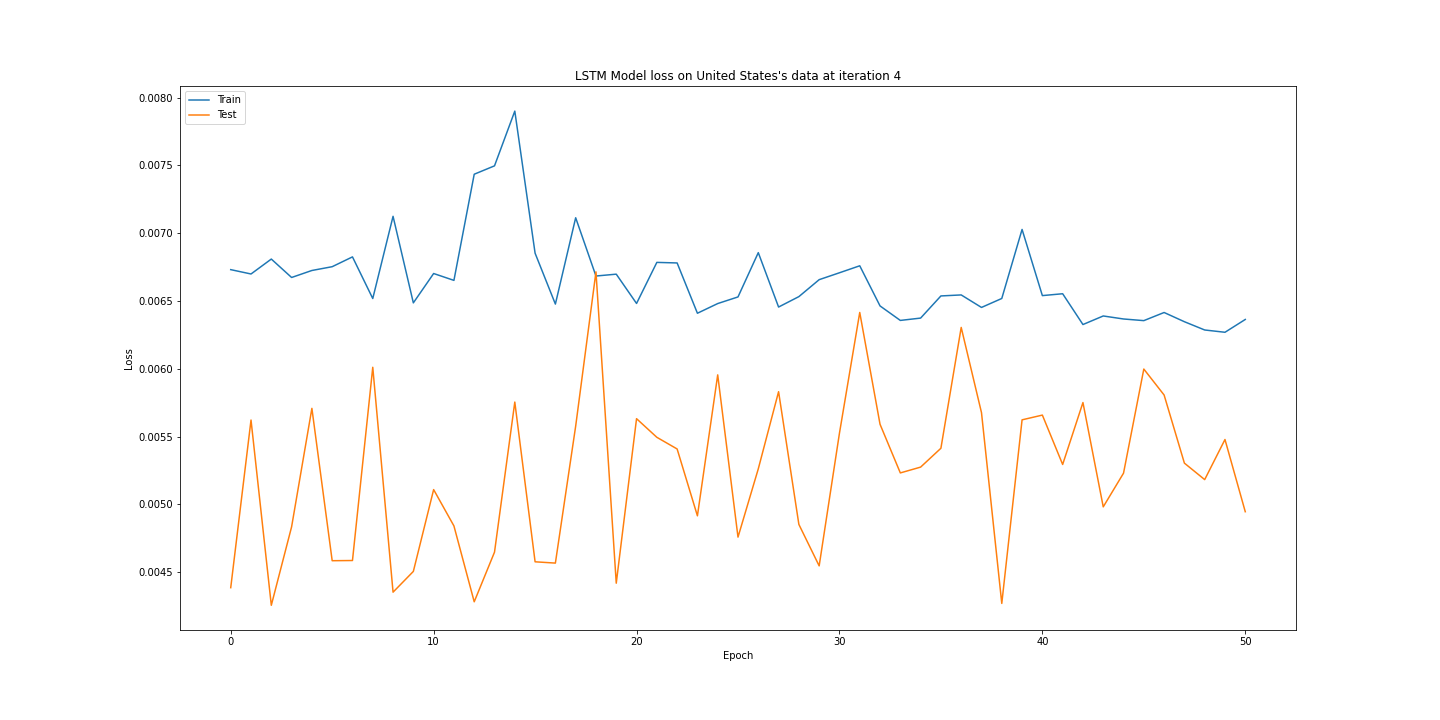 LSTM Model loss on United States's data at iteration 4
Train
Test
0.0080
0.0075
0.0070
0.0065
0.0060
0.0055
0.0050
0.0045
Loss
0 10 20 30 40 50
Epoch